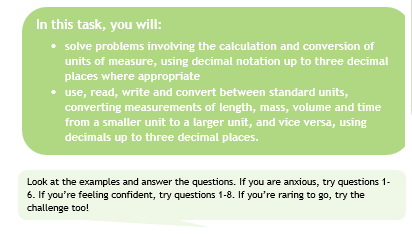 In this task, you will:
• solve problems involving the calculation and conversion of
units of measure, using decimal notation up to three decimal
places where appropriate
• use, read, write and convert between standard units,
converting measurements of length, mass, volume and time
from a smaller unit to a larger unit, and vice versa, using
decimals up to three decimal places.
Look at the examples and answer the questions. If you are anxious, try questions 1-
6. If you're feeling confident, try questions 1-8. If you're raring to go, try the
challenge too!